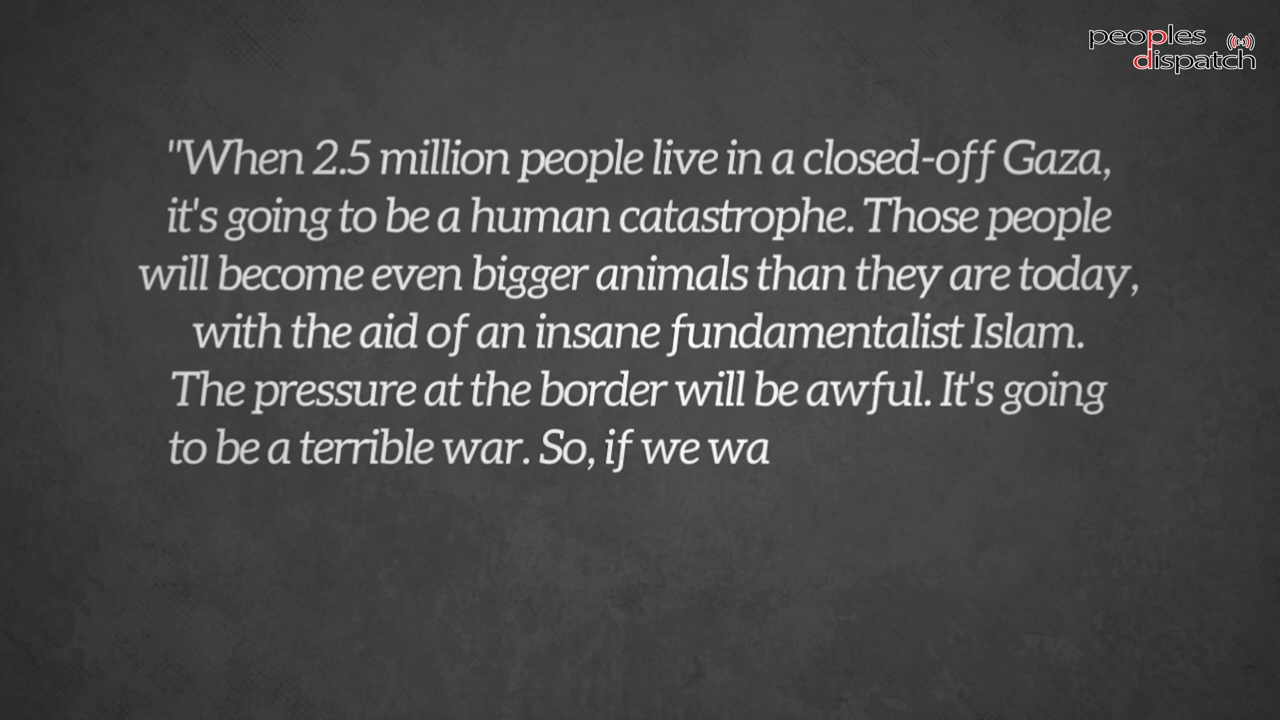 peoples
dispatch
"When 2.5 million people live in a closed-off Gaza,
it's going to be a human catastrophe. Those people
will become even bigger animals than they are today,
with the aid of an insane fundamentalist Islam.
The pressure at the border will be awful. It's going
to be a terrible war. So, if we wa